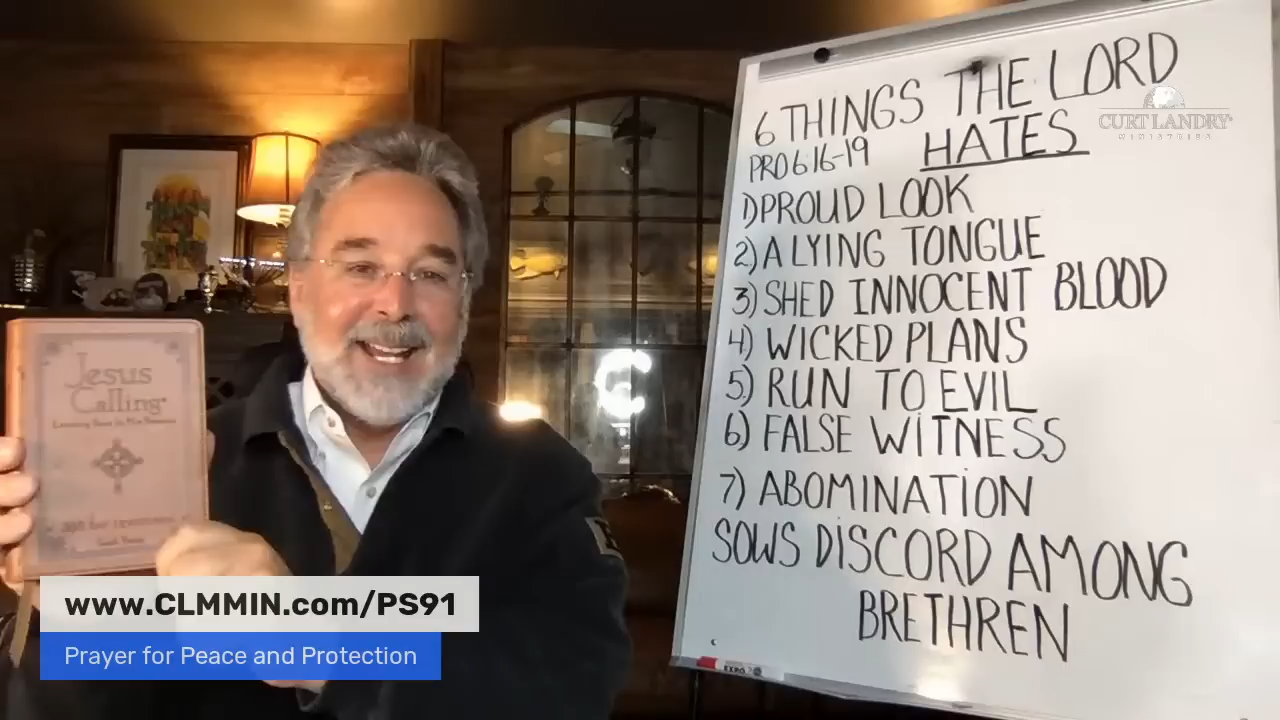 6 THINGS THE LORD
HATES
PRO 6:16-19
1) PROUD LOOK
2) A LYING TONGUE
3) SHED INNOCENT BLOOD
4) WICKED PLANS
5) RUN TO EVIL
6) FALSE WITNESS
7) ABOMINATION
SOWS DISCORD AMONG
BRETHREN
EXPO
CURT LANDRY
MINISTRIES
Jesus
Calling
www.CLMMIN.com/PS91
Prayer for Peace and Protection